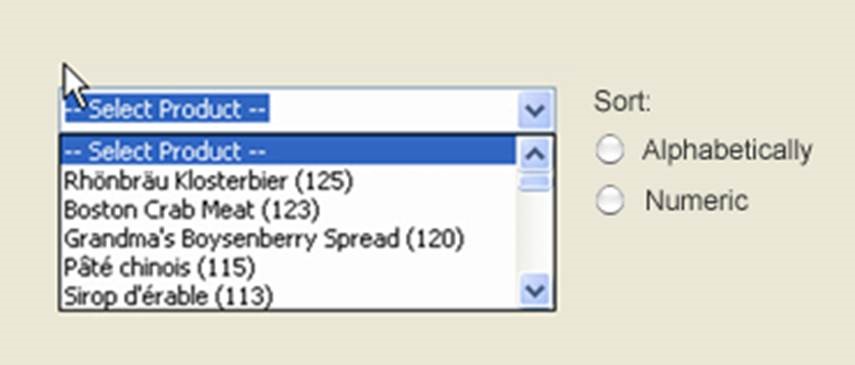 -- Select Product --
-- Select Product --
Rhönbräu Klosterbier (125)
Boston Crab Meat (123)
Grandma's Boysenberry Spread (120)
Pâté chinois (115)
Sirop d'érable (113)
Sort:
Alphabetically
Numeric